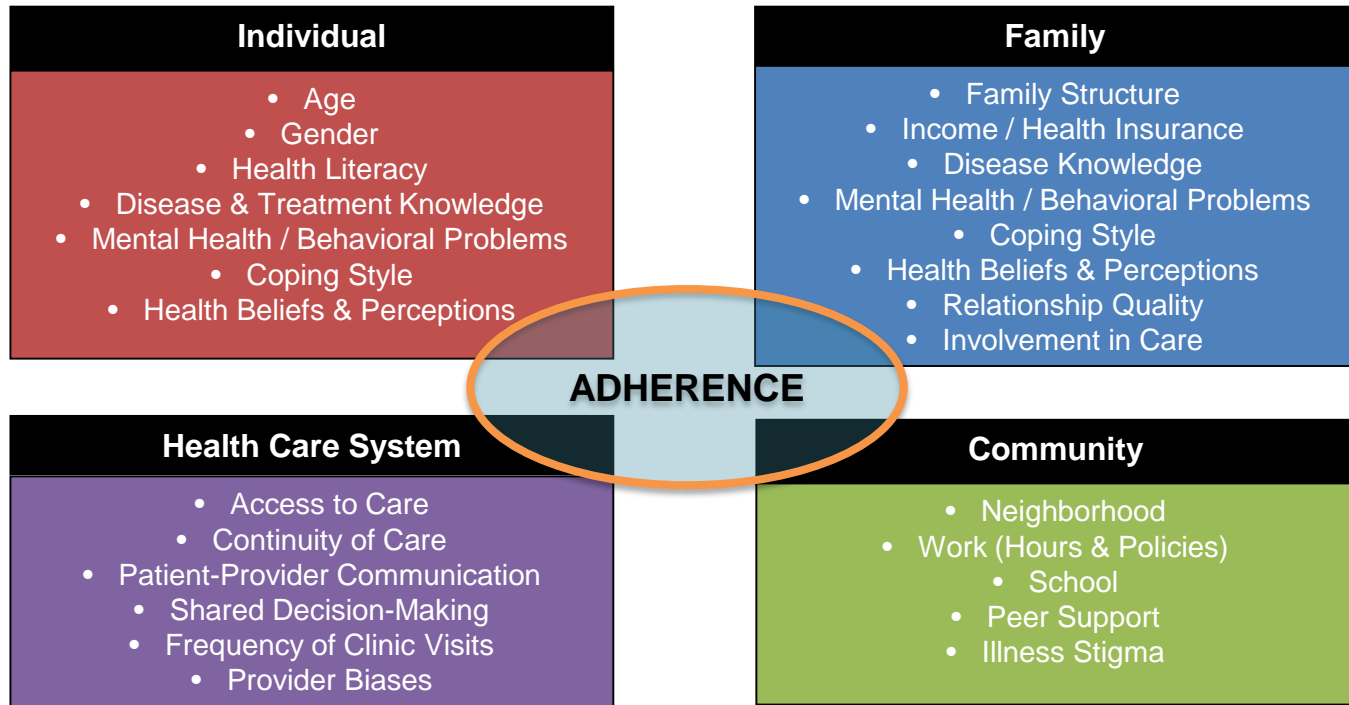 Individual
• Age
• Gender
• Health Literacy
• Disease & Treatment Knowledge
• Mental Health / Behavioral Problems
• Coping Style
• Health Beliefs & Perceptions
Family
• Family Structure
• Income / Health Insurance
• Disease Knowledge
• Mental Health / Behavioral Problems
• Coping Style
• Health Beliefs & Perceptions
• Relationship Quality
• Involvement in Care
ADHERENCE
Health Care System
• Access to Care
• Continuity of Care
• Patient-Provider Communication
• Shared Decision-Making
• Frequency of Clinic Visits
• Provider Biases
Community
• Neighborhood
• Work (Hours & Policies)
• School
• Peer Support
• Illness Stigma